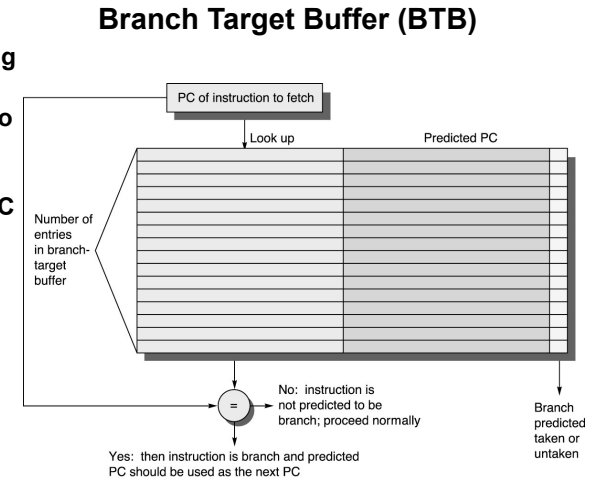 Branch Target Buffer (BTB)
g
o
C
PC of instruction to fetch
Look up
Predicted PC
Number of
entries
in branch-
target
buffer
=
No: instruction is
not predicted to be
branch; proceed normally
Branch
predicted
taken or
untaken
Yes: then instruction is branch and predicted
PC should be used as the next PC